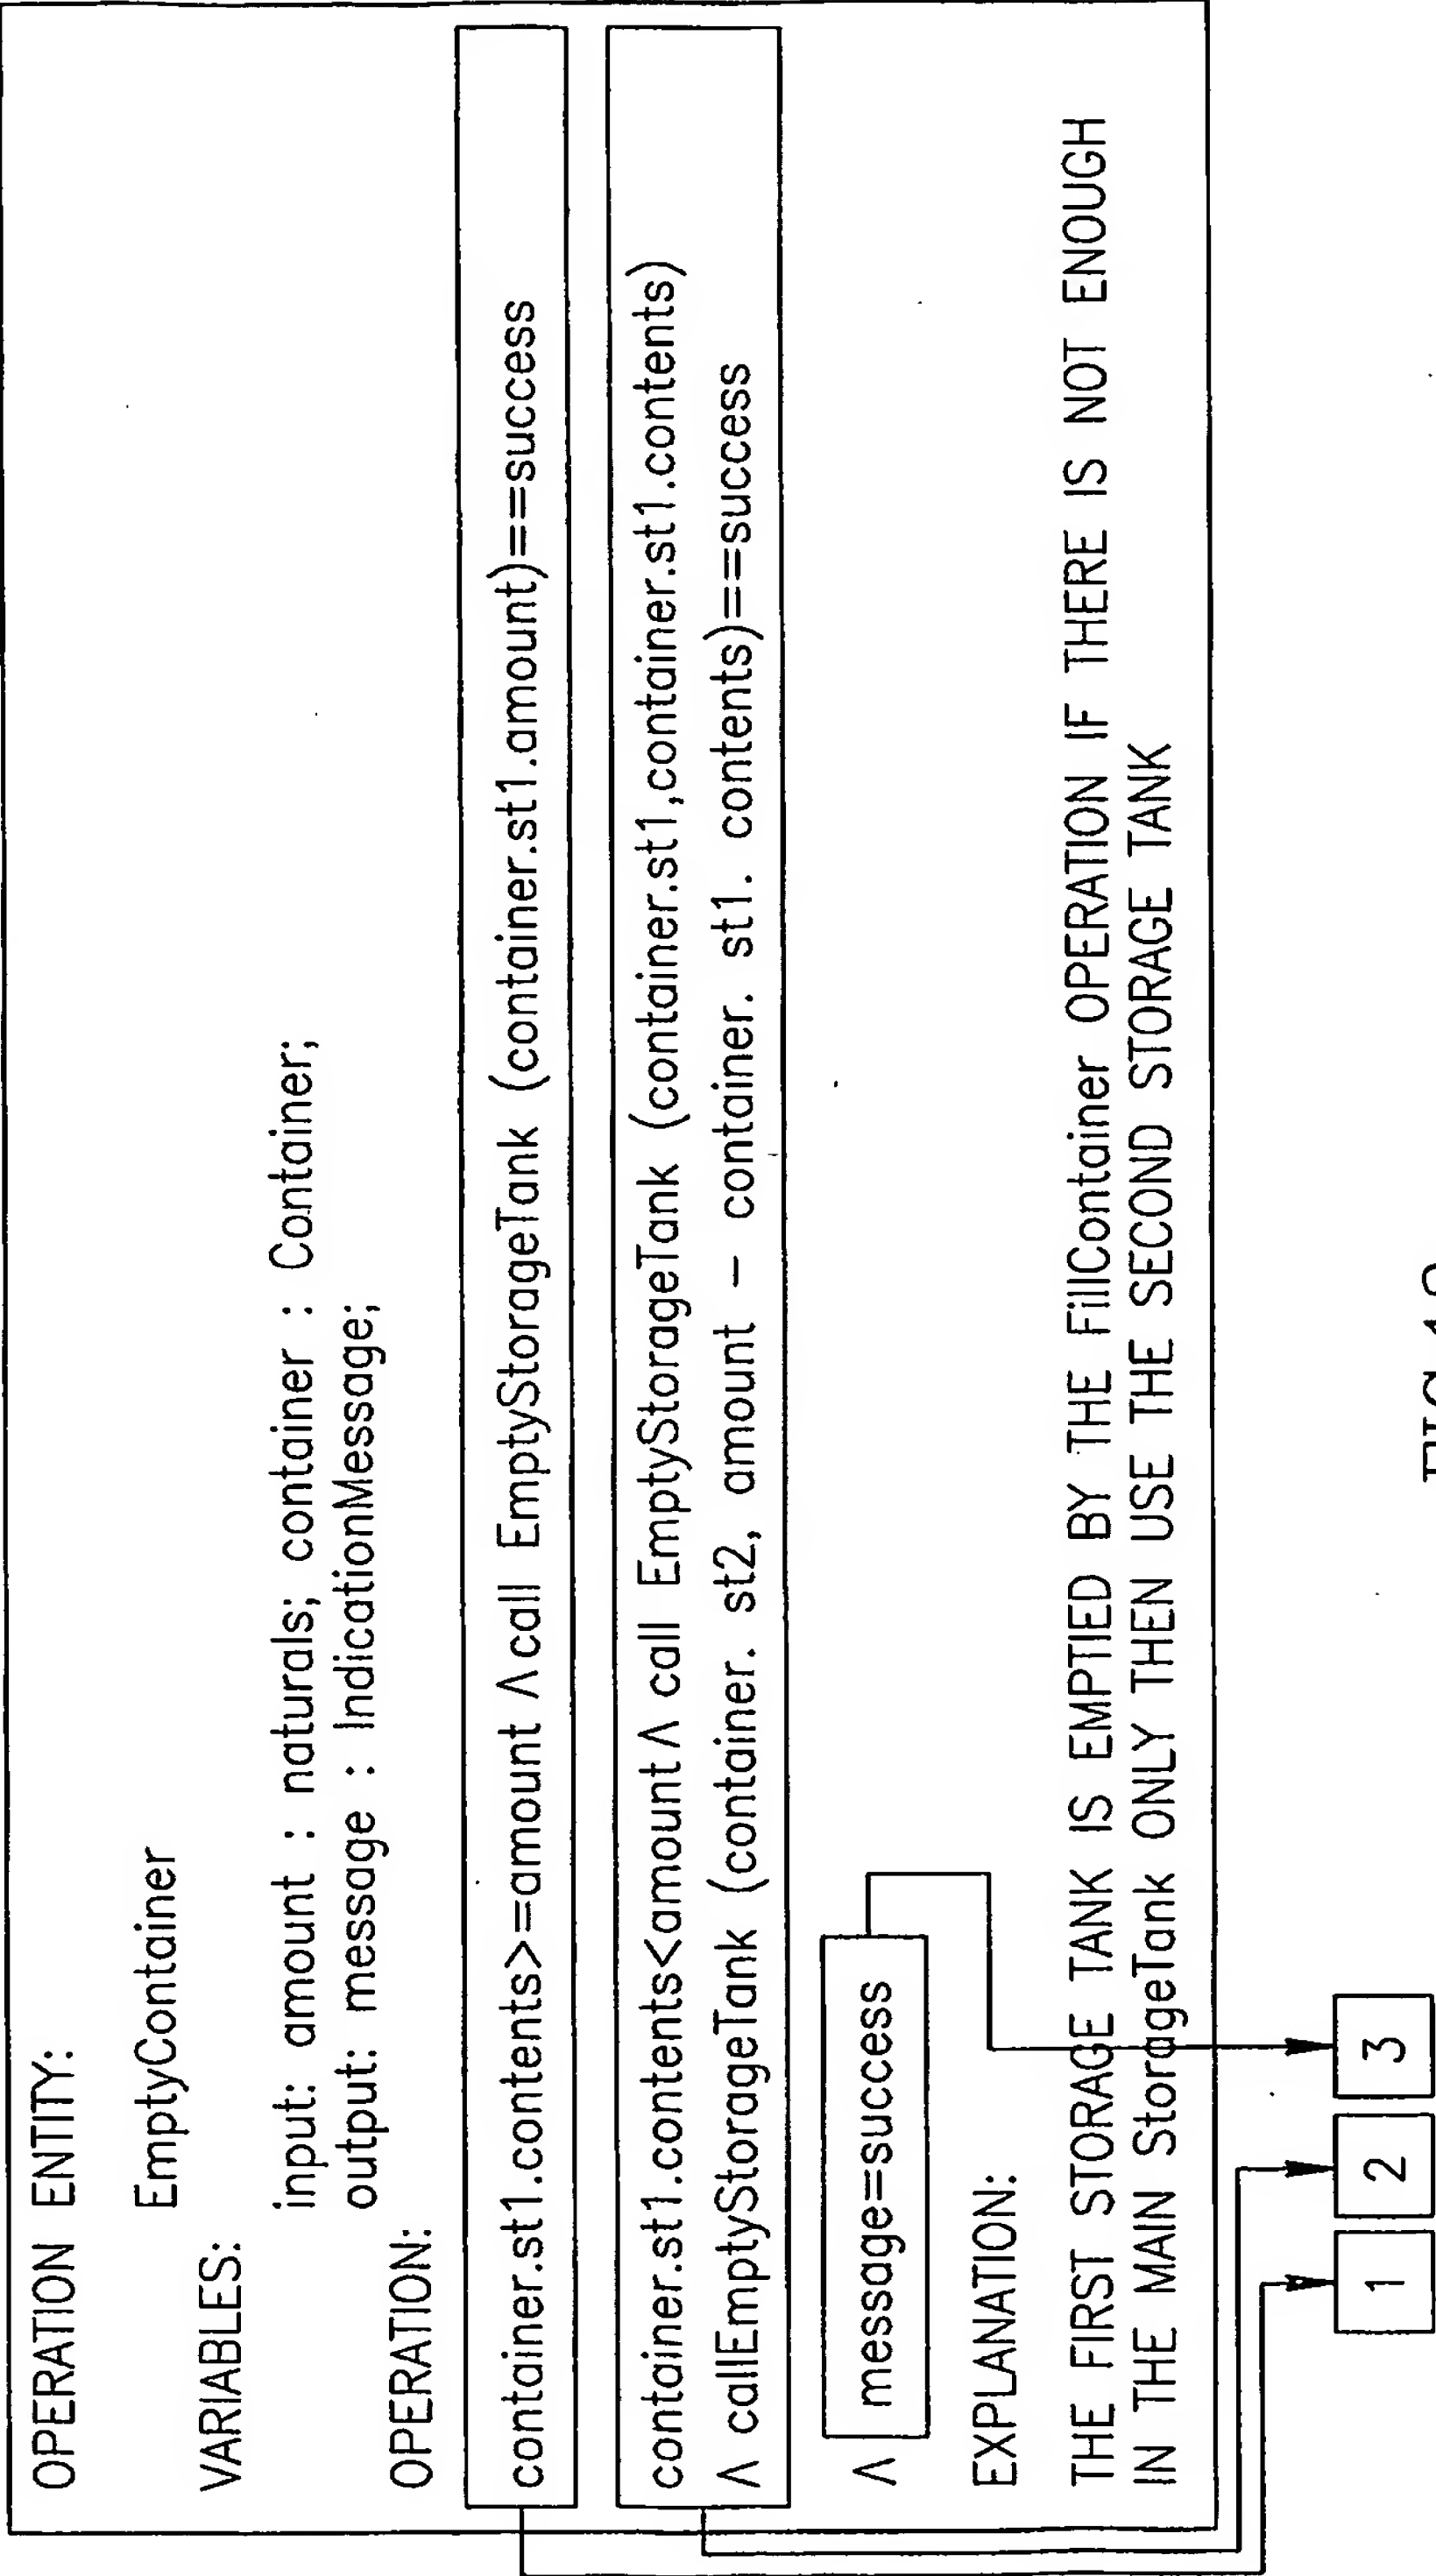 OPERATION ENTITY:
EmptyContainer
VARIABLES:
input: amount : naturals; container : Container;
output: message : IndicationMessage;
OPERATION:
container.st1.contents>=amount Λ call EmptyStorageTank (container.st1.amount)==success
container.st1.contents<amount Λ call EmptyStorageTank (container.st1,container.st1.contents)
Λ callEmptyStorageTank (container. st2, amount – container. st1. contents)==success
Λ message=success
EXPLANATION:
THE FIRST STORAGE TANK IS EMPTIED BY THE FillContainer OPERATION IF THERE IS NOT ENOUGH
IN THE MAIN StorageTank ONLY THEN USE THE SECOND STORAGE TANK
1 2 3